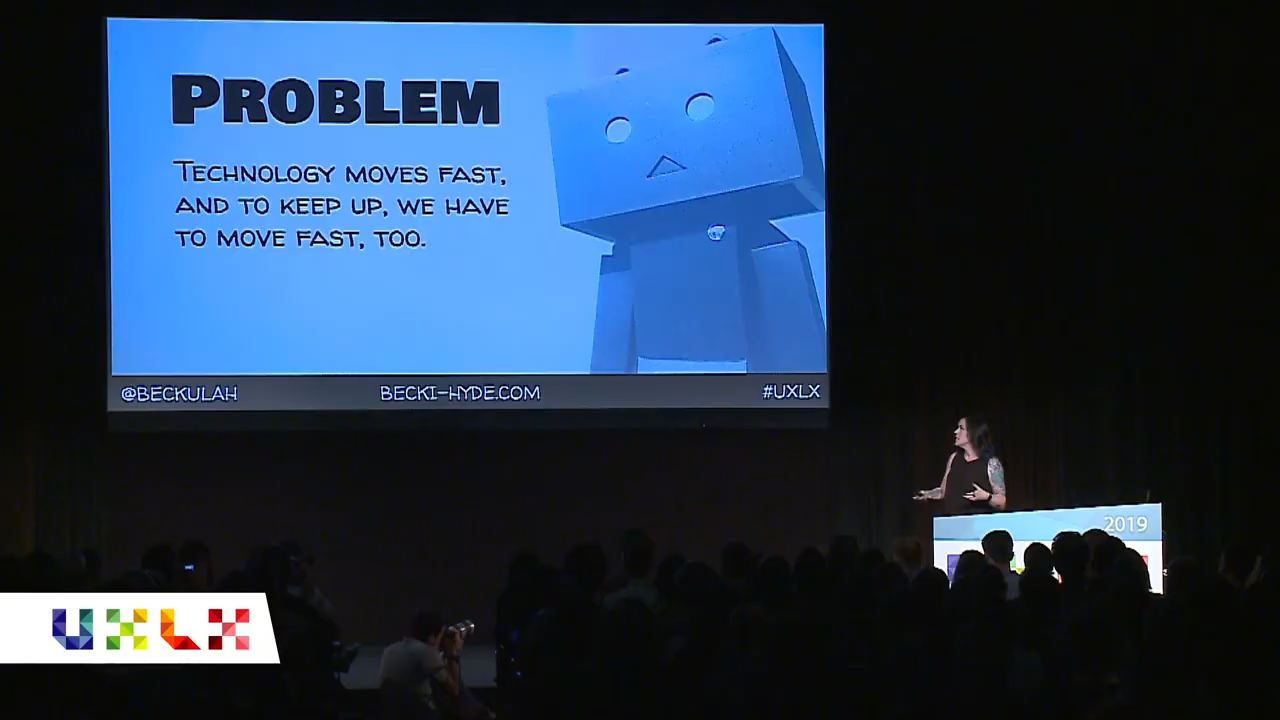 PROBLEM
TECHNOLOGY MOVES FAST,
AND TO KEEP UP, WE HAVE
TO MOVE FAST, TOO.
@BECKULAH
BECKI-HYDE.COM
#UXLX
2019
UXLX